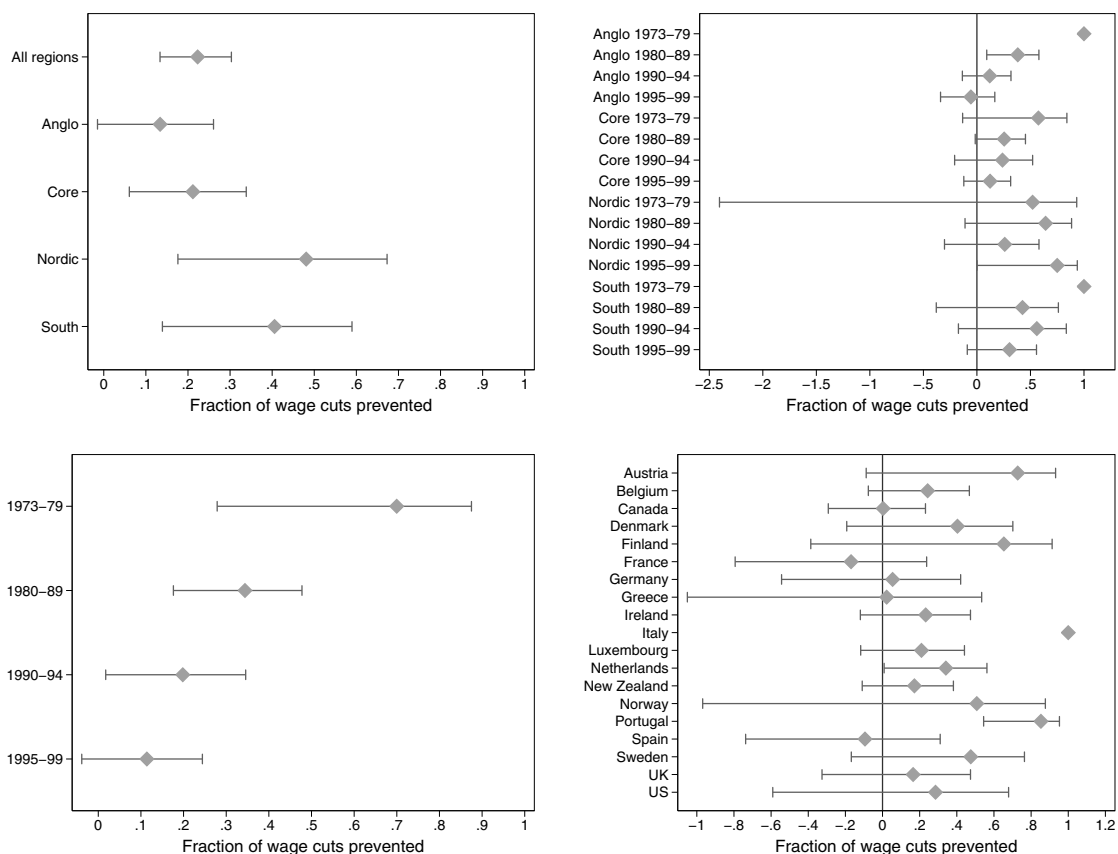 All regions
Anglo
Core
Nordic
South
0 .1 .2 .3 .4 .5 .6 .7 .8 .9 1
Fraction of wage cuts prevented
Anglo 1973–79
Anglo 1980–89
Anglo 1990–94
Anglo 1995–99
Core 1973–79
Core 1980–89
Core 1990–94
Core 1995–99
Nordic 1973–79
Nordic 1980–89
Nordic 1990–94
Nordic 1995–99
South 1973–79
South 1980–89
South 1990–94
South 1995–99
−2.5 −2 −1 −1 −.5 0 .5 1
Fraction of wage cuts prevented
1973–79
1980–89
1990–94
1995–99
0 .1 .2 .3 .4 .5 .6 .7 .8 .9 1
Fraction of wage cuts prevented
Austria
Belgium
Canada
Denmark
Finland
France
Germany
Greece
Ireland
Italy
Luxembourg
Netherlands
New Zealand
Norway
Portugal
Spain
Sweden
UK
US
−1 −.8 −.6 −.4 −.2 0 .2 .4 .6 .8 1 1.2
Fraction of wage cuts prevented